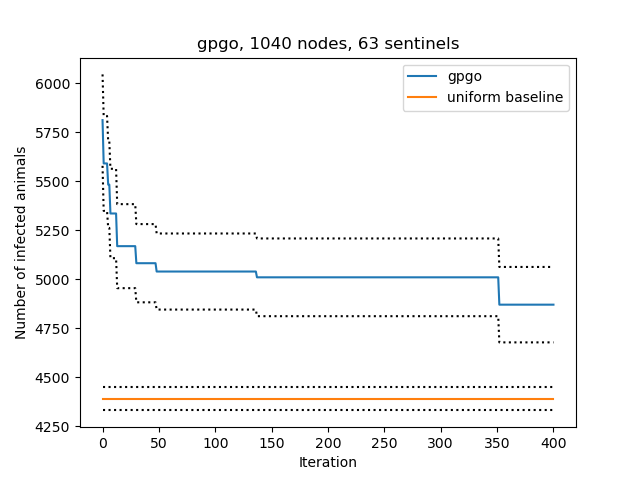 gpgo, 1040 nodes, 63 sentinels
gpgo
uniform baseline
Number of infected animals
6000
5750
5500
5250
5000
4750
4500
4250
0 50 100 150 200 250 300 350 400
Iteration